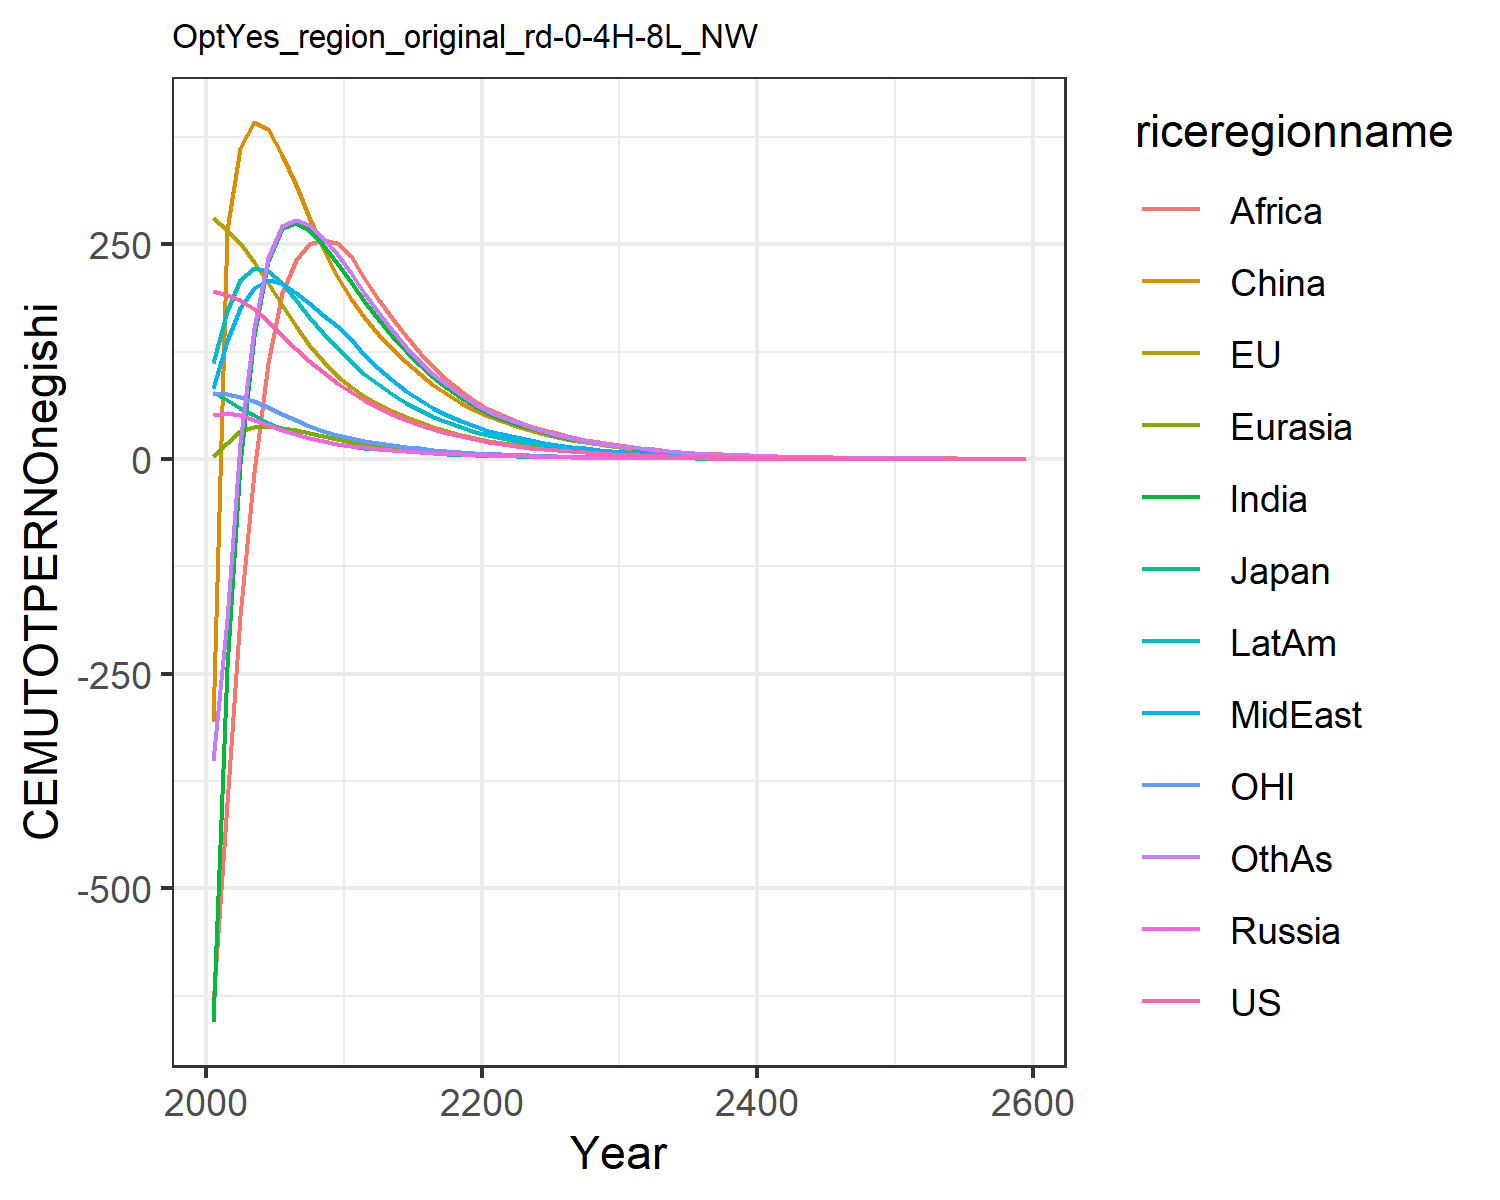 OptYes_region_original_rd-0-4H-8L_NW
CEMUTOTPERNOnegishi
250
0
-250
-500
2000
2200
2400
2600
Year
riceregionname
Africa
China
EU
Eurasia
India
Japan
LatAm
MidEast
OHI
OthAs
Russia
US